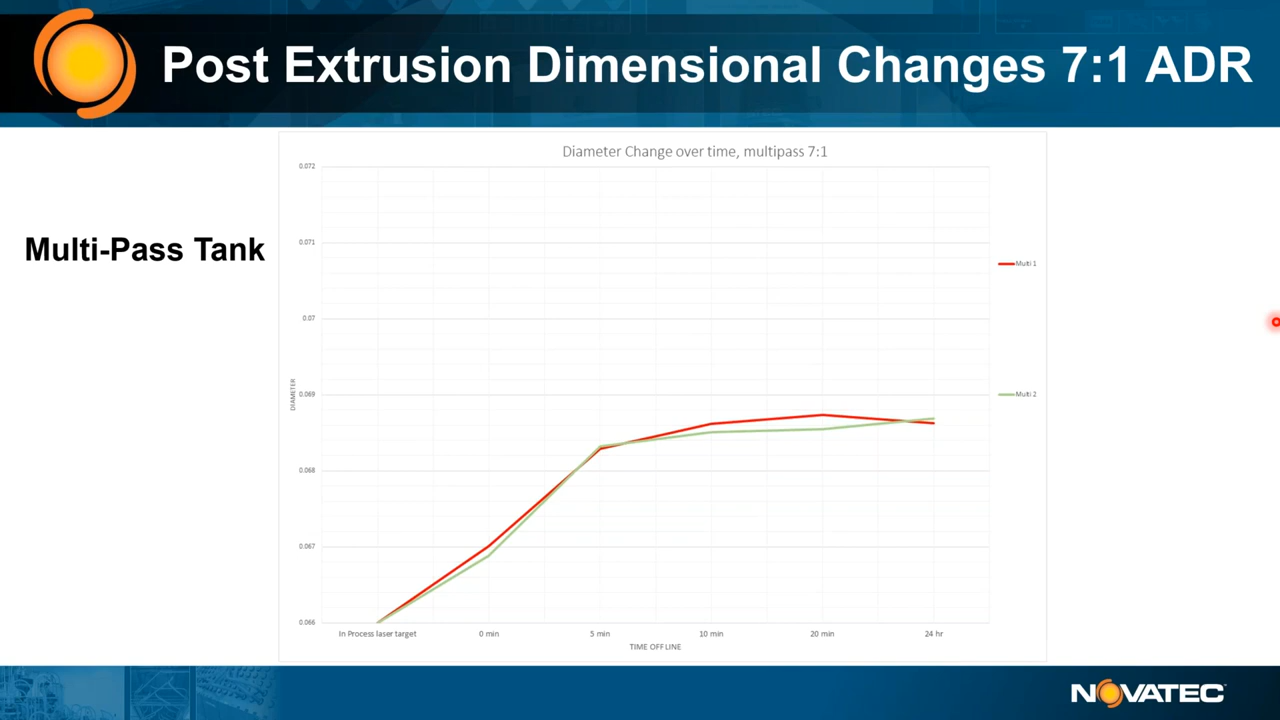 Post Extrusion Dimensional Changes 7:1 ADR
Multi-Pass Tank
Diameter Change over time, multipass 7:1
0.072
0.071
0.07
0.069
0.068
0.067
0.066
DIAMETER
In Process laser target
0 min
5 min
10 min
20 min
24 hr
TIME OFF LINE
Multi 1
Multi 2
NOVATEC